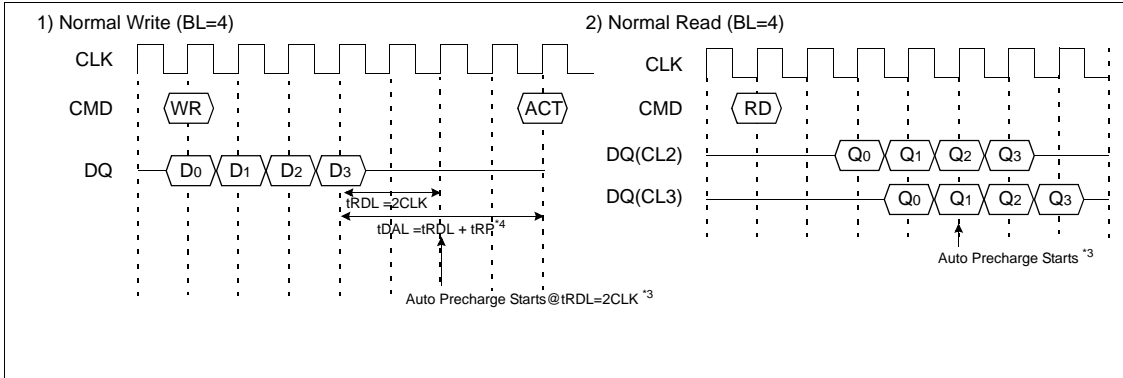 1) Normal Write (BL=4)
CLK
CMD
WR
ACT
DQ
D0
D1
D2
D3
tRDL =2CLK
tDAL =tRDL + tRP*4
Auto Precharge Starts@tRDL=2CLK *3
2) Normal Read (BL=4)
CLK
CMD
RD
DQ(CL2)
Q0
Q1
Q2
Q3
DQ(CL3)
Q0
Q1
Q2
Q3
Auto Precharge Starts *3